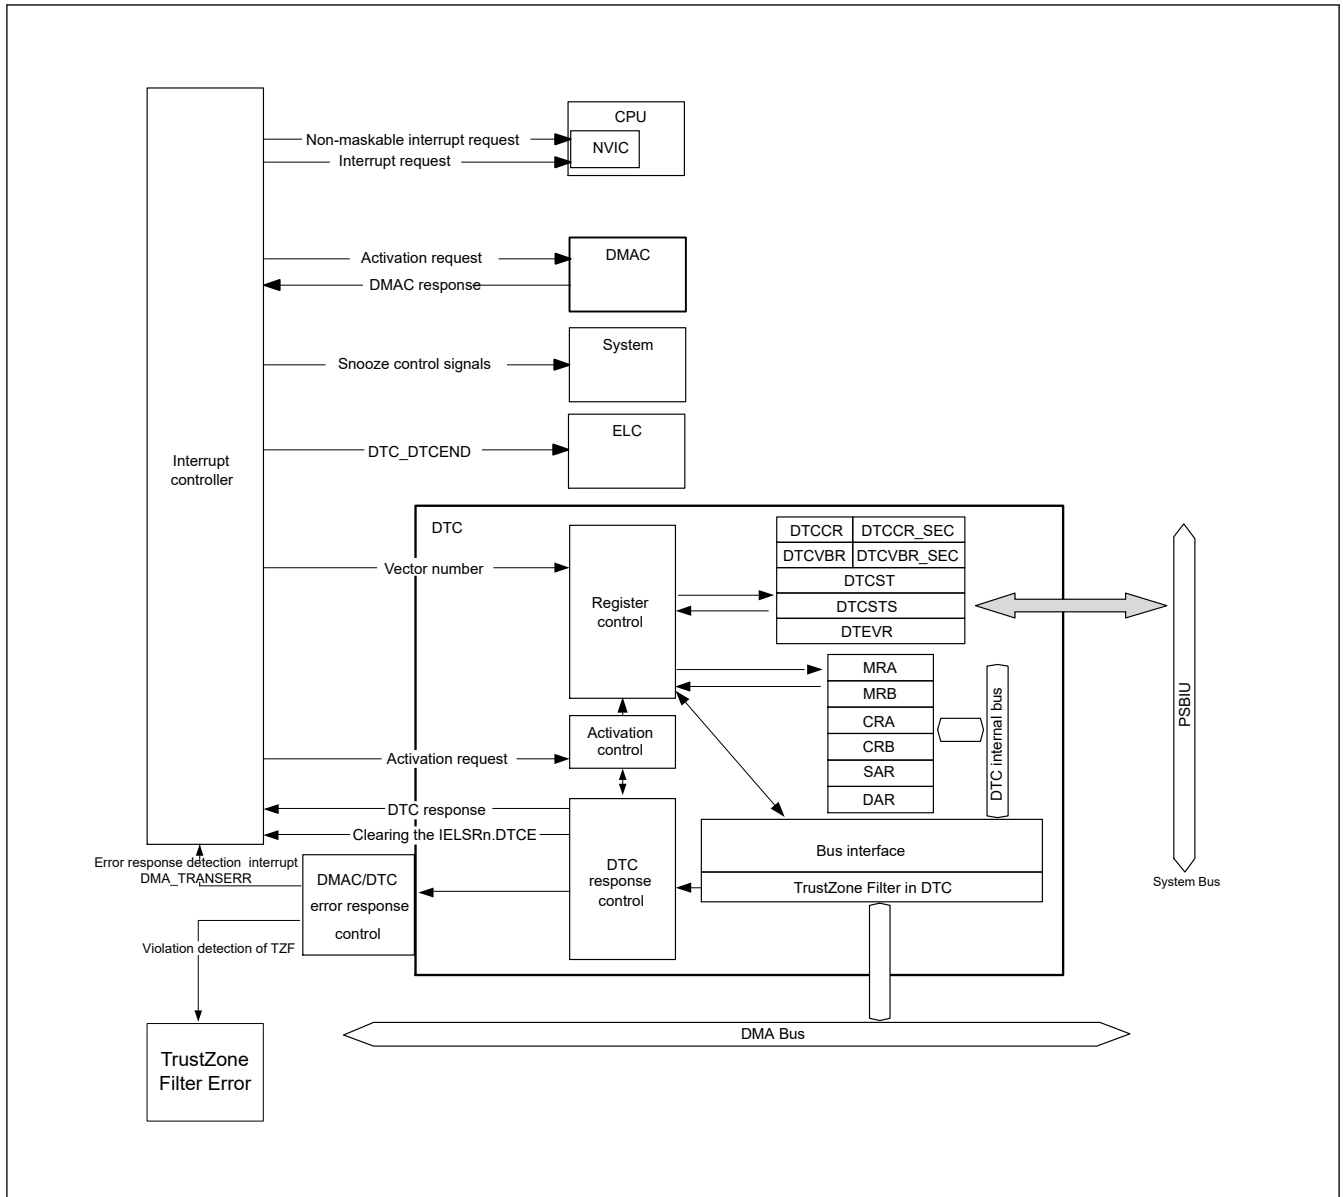 CPU
Non-maskable interrupt request
NVIC
Interrupt request
DMAC
Activation request
DMAC response
System
Snooze control signals
ELC
DTC_DTCEND
Interrupt
controller
DTC
DTCCR DTCCR_SEC
DTCVBR DTCVBR_SEC
DTCST
DTCSTS
DTEVR
Vector number
Register
control
MRA
MRB
CRA
CRB
SAR
DAR
DTC internal bus
PSBIU
System Bus
Activation
control
Activation request
DTC response
Clearing the IELSRn.DTCE
DTC
response
control
Bus interface
TrustZone Filter in DTC
Error response detection interrupt
DMA_TRANSERR
DMAC/DTC
error response
control
Violation detection of TZF
DMA Bus
TrustZone
Filter Error